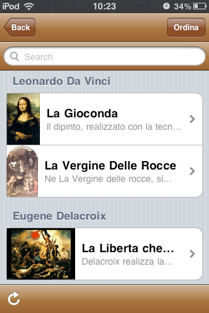 iPod 10:23 34%
Back Ordina
Search
Leonardo Da Vinci
La Gioconda
Il dipinto, realizzato con la tecn...
La Vergine Delle Rocce
Ne La Vergine delle rocce, si...
Eugene Delacroix
La Liberta che...
Delacroix realizza la...